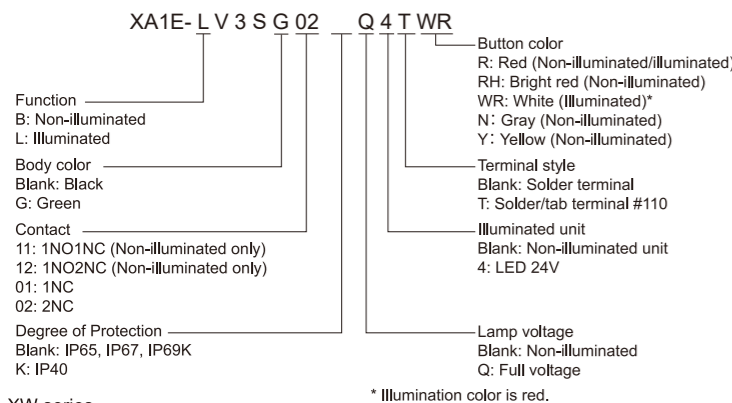 XA1E- L V 3 S G 02 _ Q 4 T WR
Function
B: Non-illuminated
L: Illuminated
Body color
Blank: Black
G: Green
Contact
11: 1NO1NC (Non-illuminated only)
12: 1NO2NC (Non-illuminated only)
01: 1NC
02: 2NC
Degree of Protection
Blank: IP65, IP67, IP69K
K: IP40
Button color
R: Red (Non-illuminated/illuminated)
RH: Bright red (Non-illuminated)
WR: White (Illuminated)*
N: Gray (Non-illuminated)
Y: Yellow (Non-illuminated)
Terminal style
Blank: Solder terminal
T: Solder/tab terminal #110
Illuminated unit
Blank: Non-illuminated unit
4: LED 24V
Lamp voltage
Blank: Non-illuminated
Q: Full voltage
* Illumination color is red.